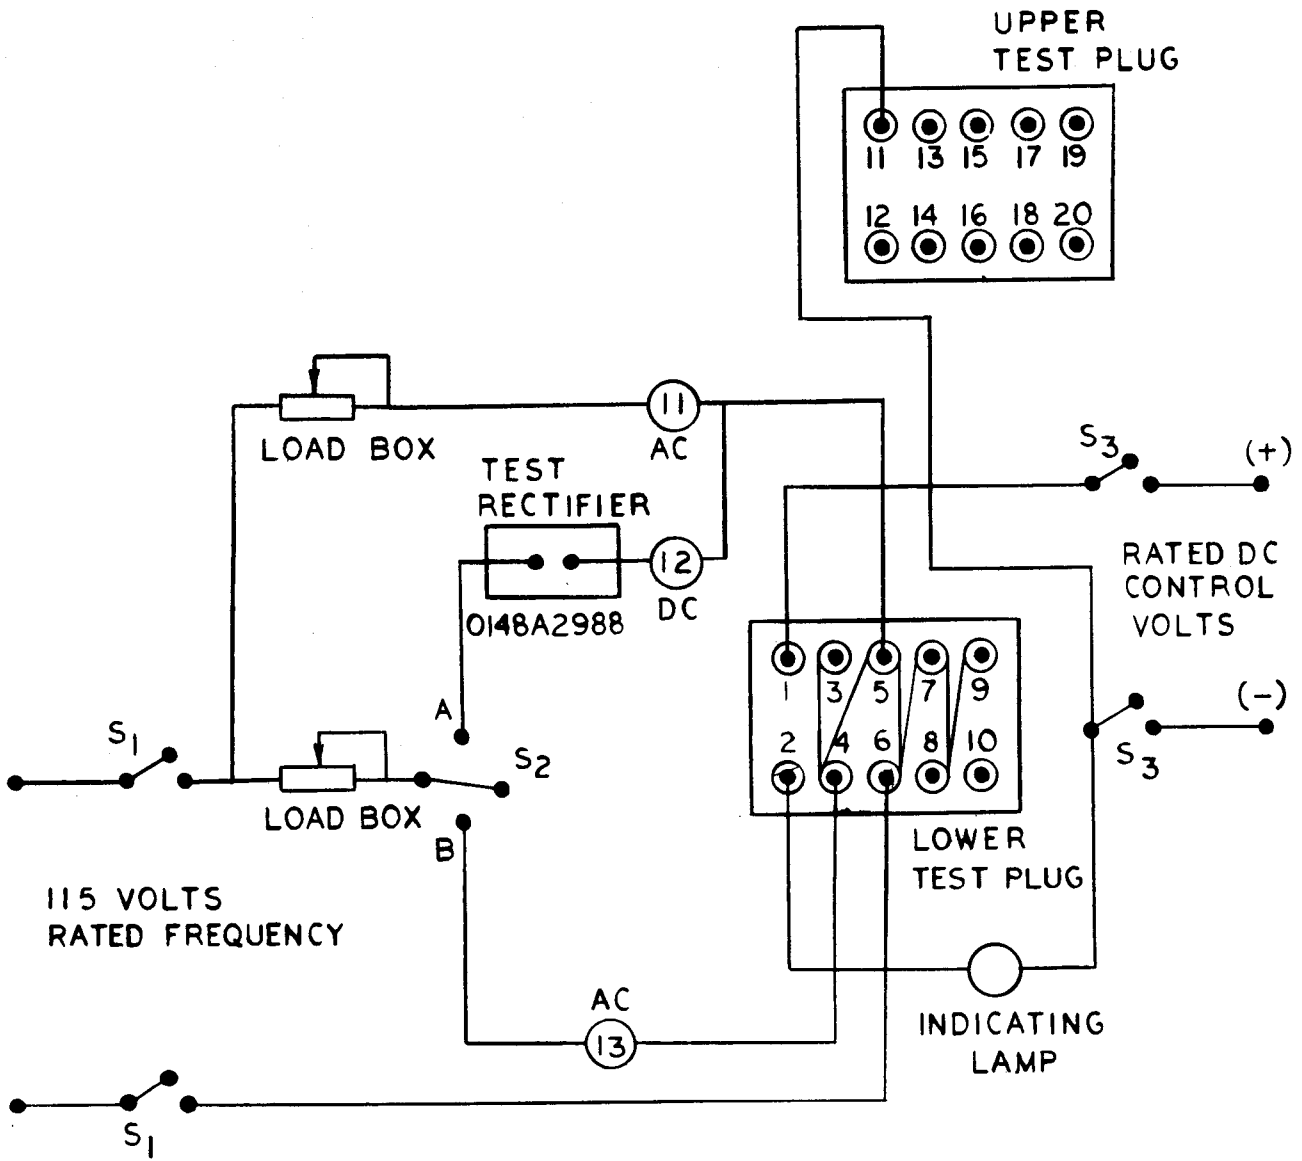 UPPER
TEST PLUG
11 13 15 17 19
12 14 16 18 20
11
AC
LOAD BOX
S3
(+)
TEST
RECTIFIER
12
DC
0148A2988
RATED DC
CONTROL
VOLTS
1 3 5 7 9
2 4 6 8 10
(-)
S3
A
S1
S2
LOAD BOX
B
LOWER
TEST PLUG
115 VOLTS
RATED FREQUENCY
AC
13
INDICATING
LAMP
S1